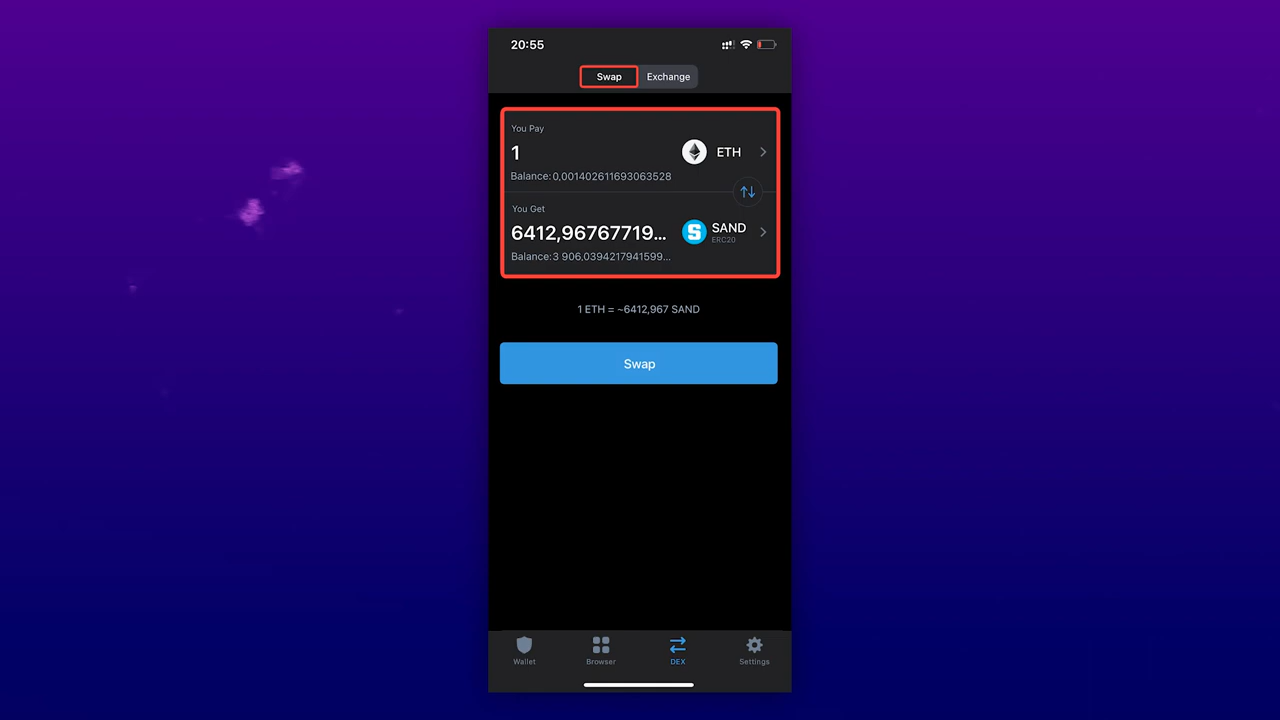 20:55
Swap
Exchange
You Pay
1
ETH
Balance:0,001402611693063528
You Get
6412,96767719...
SAND
ERC20
Balance:3 906,0394217941599...
1 ETH = ~6412,967 SAND
Swap
Wallet
Browser
DEX
Settings